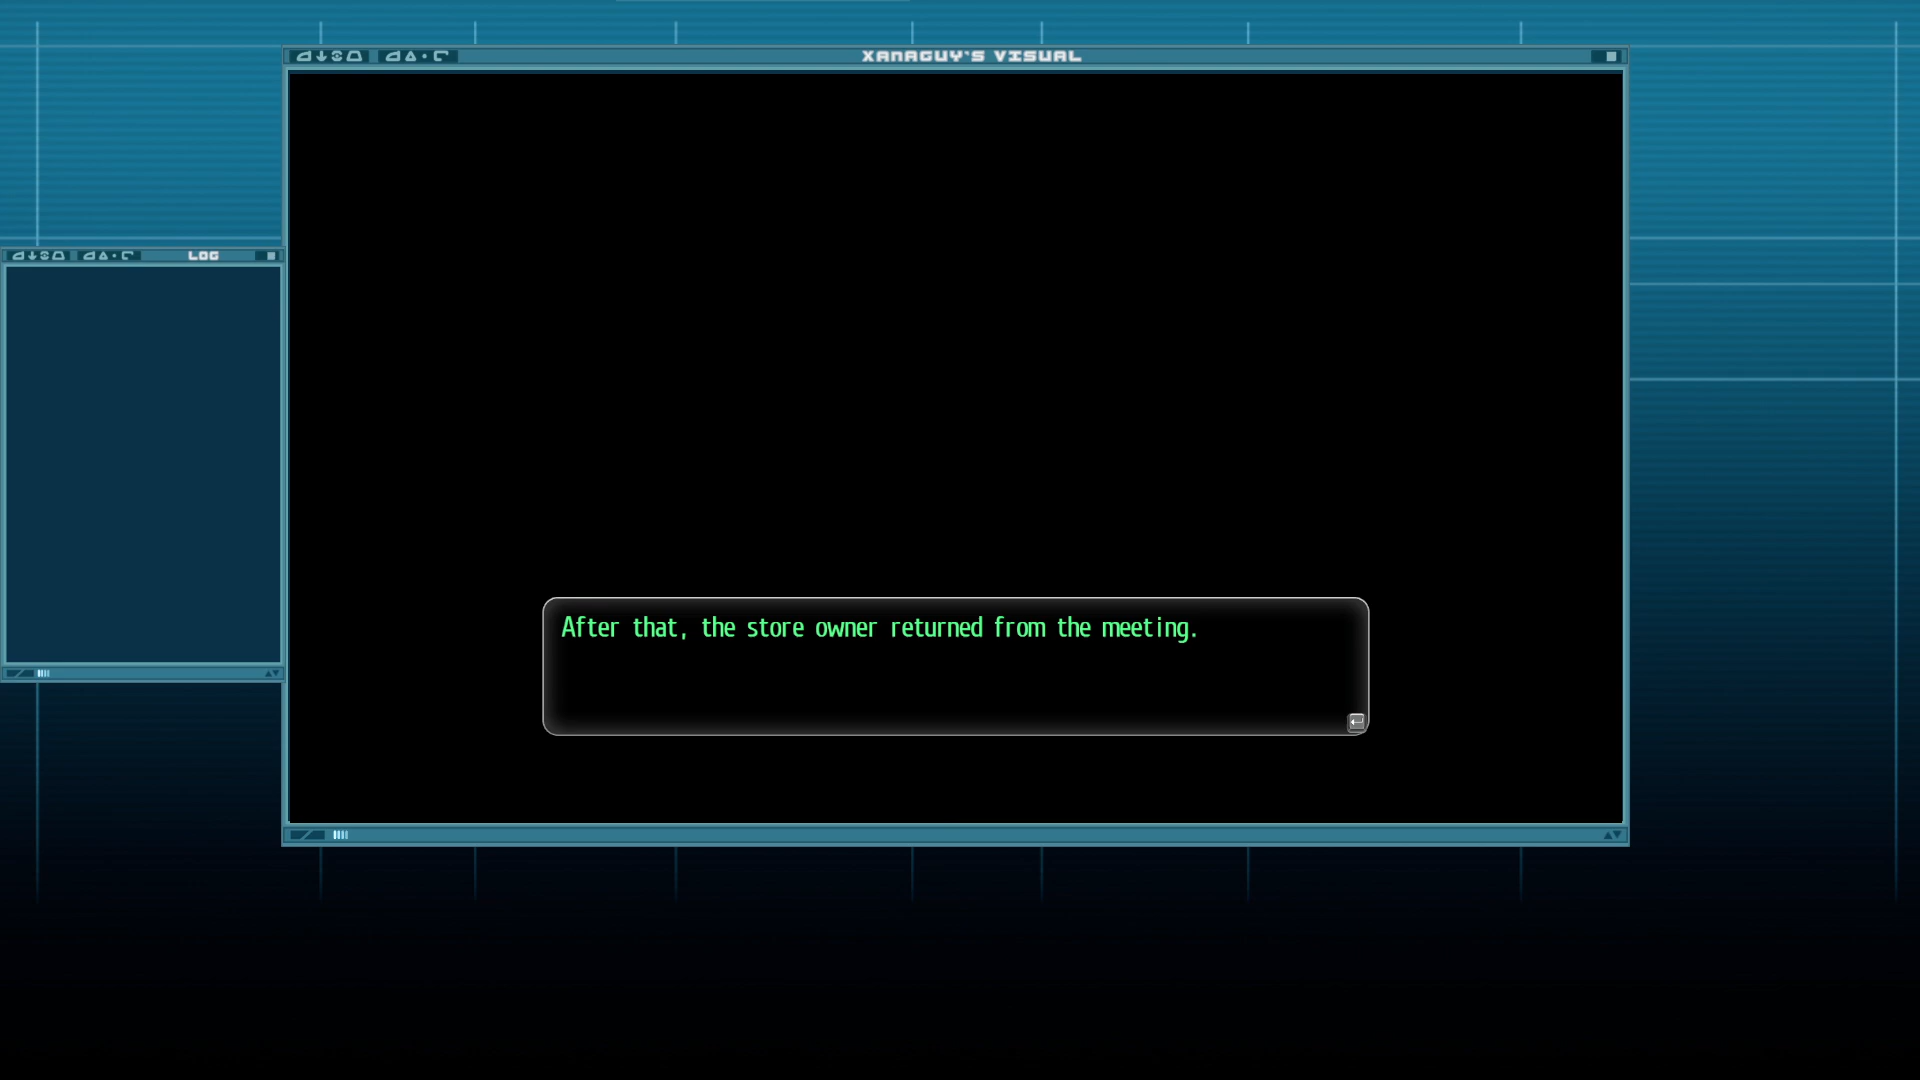 XANAGUY'S VISUAL
LOG
After that, the store owner returned from the meeting.